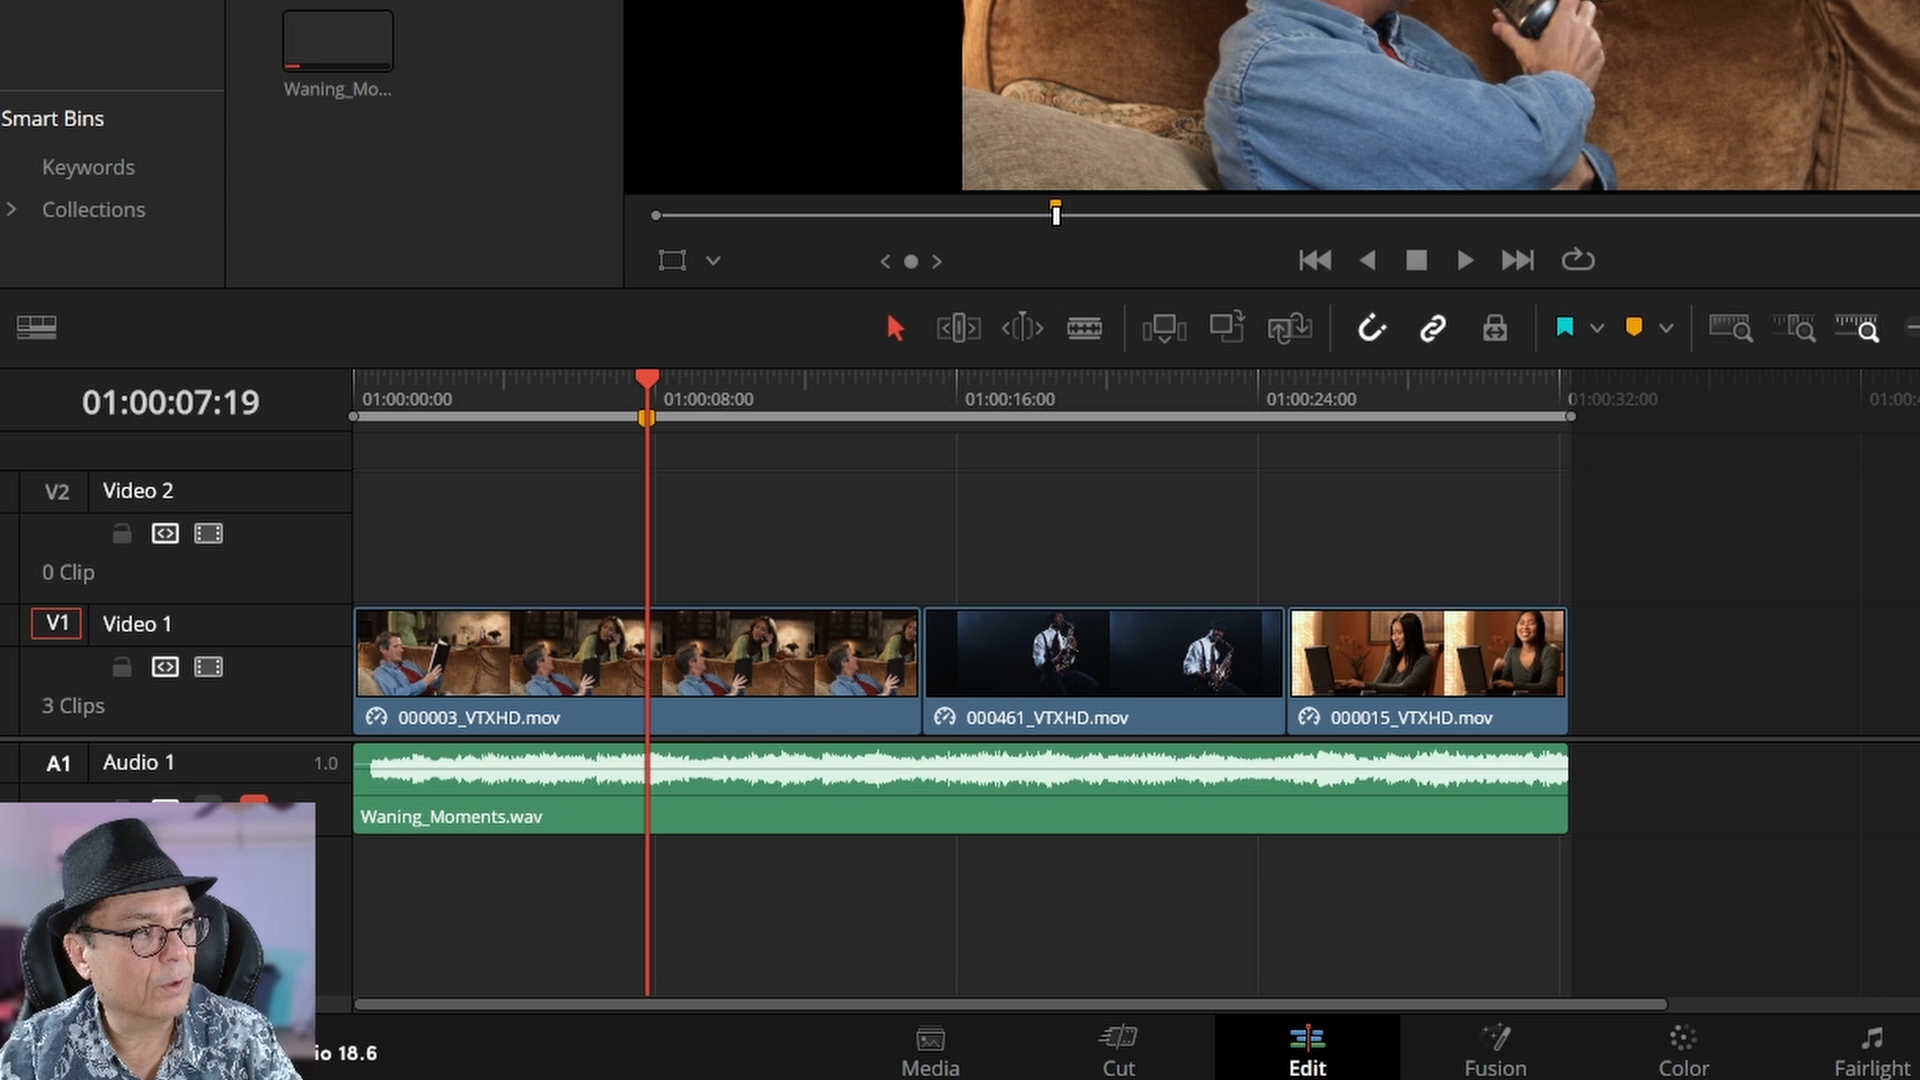 Waning_Mo...
Smart Bins
Keywords
Collections
01:00:07:19
01:00:00:00
01:00:08:00
01:00:16:00
01:00:24:00
01:00:32:00
V2 Video 2
0 Clip
V1 Video 1
3 Clips
000003_VTXHD.mov
000461_VTXHD.mov
000015_VTXHD.mov
A1 Audio 1 1.0
Waning_Moments.wav
io 18.6
Media
Cut
Edit
Fusion
Color
Fairlight